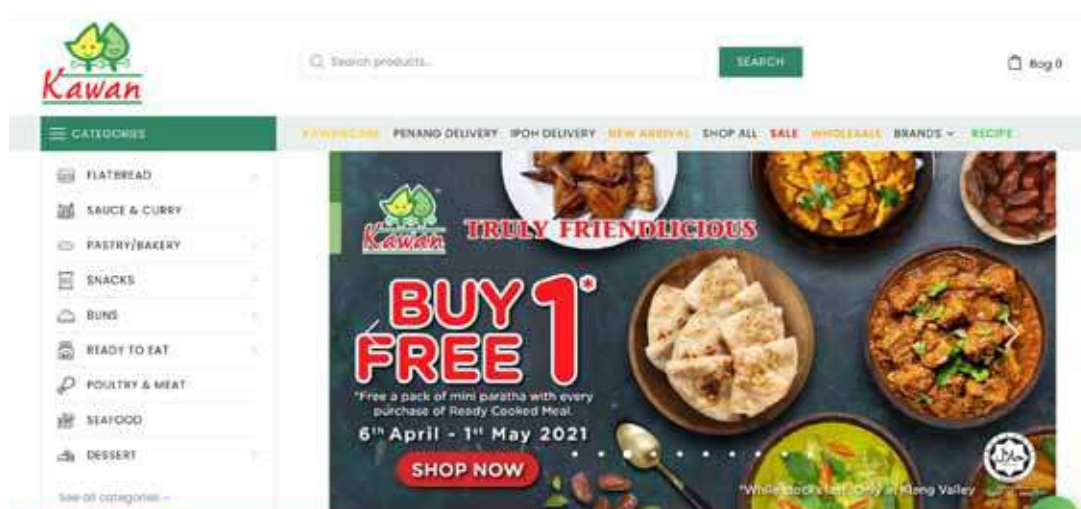 Kawan
Search products...
SEARCH
Bag 0
CATEGORIES
KAWANCARE PENANG DELIVERY IPOH DELIVERY NEW ARRIVAL SHOP ALL SALE WHOLESALE BRANDS RECIPE
FLATBREAD
SAUCE & CURRY
PASTRY/BAKERY
SNACKS
BUNS
READY TO EAT
POULTRY & MEAT
SEAFOOD
DESSERT
See all categories –
Kawan
TRULY FRIENDLICIOUS
BUY 1*
FREE
*Free a pack of mini paratha with every
purchase of Ready Cooked Meal.
6th April - 1st May 2021
SHOP NOW
*While stocks last. Only in Klang Valley